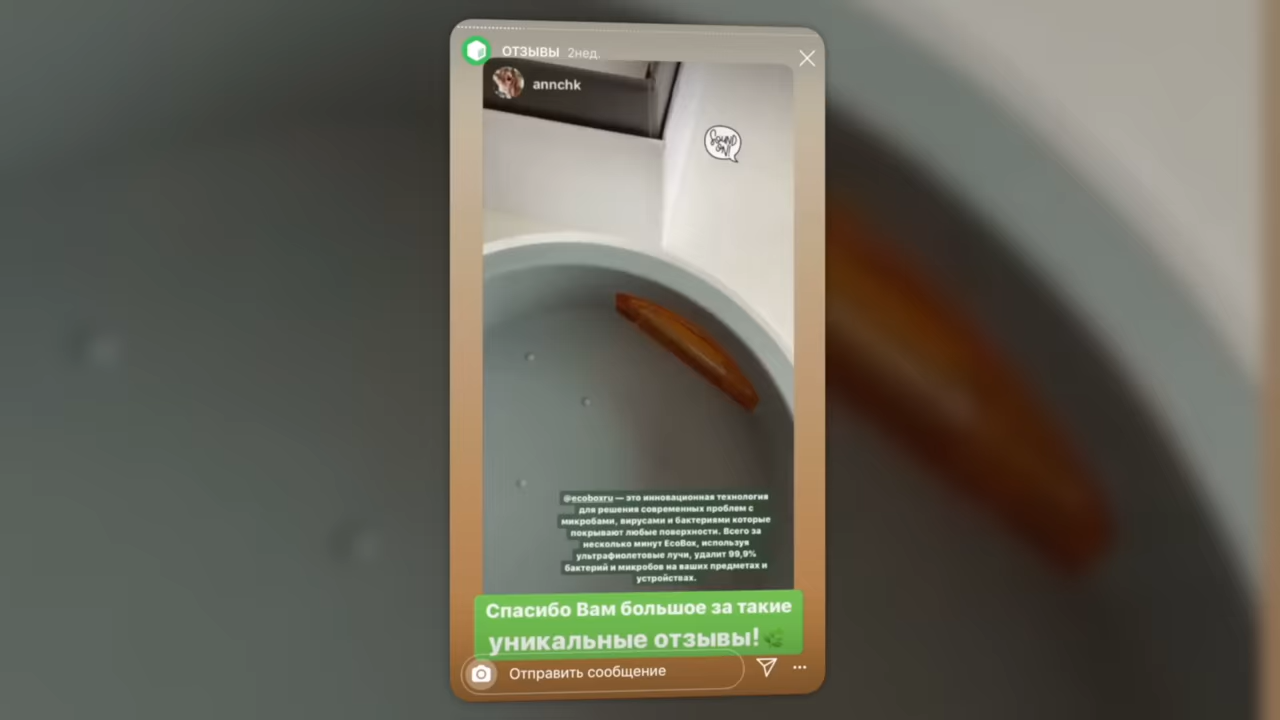 ОТЗЫВЫ 2нед.
annchk
SOUND
ON!
@ecoboxru — это инновационная технология
для решения современных проблем с
микробами, вирусами и бактериями которые
покрывают любые поверхности. Всего за
несколько минут EcoBox, используя
ультрафиолетовые лучи, удалит 99,9%
бактерий и микробов на ваших предметах и
устройствах.
Спасибо Вам большое за такие
уникальные отзывы!
Отправить сообщение